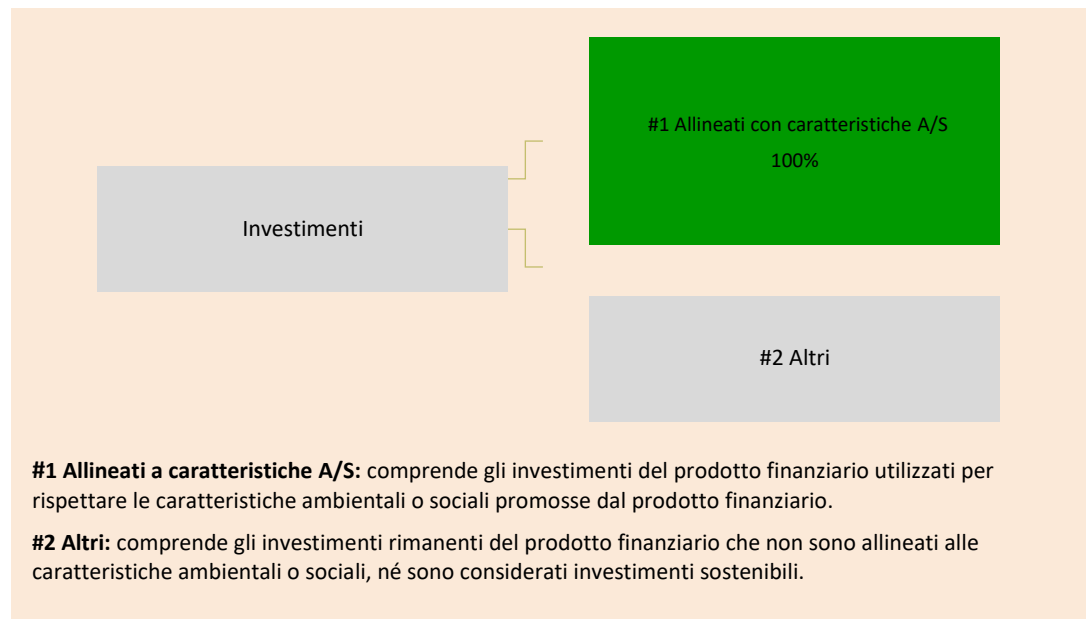 #1 Allineati con caratteristiche A/S
100%
Investimenti
#2 Altri
#1 Allineati a caratteristiche A/S: comprende gli investimenti del prodotto finanziario utilizzati per
rispettare le caratteristiche ambientali o sociali promosse dal prodotto finanziario.
#2 Altri: comprende gli investimenti rimanenti del prodotto finanziario che non sono allineati alle
caratteristiche ambientali o sociali, né sono considerati investimenti sostenibili.